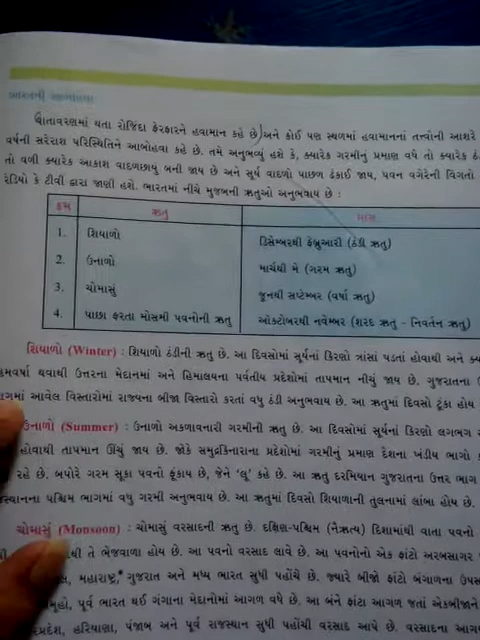 ભારતની આબોહવા
વાતાવરણમાં થતા રોજિંદા ફેરફારને હવામાન કહે છે અને કોઈ પણ સ્થળમાં હવામાનનાં તત્ત્વોની આશરે
વર્ષની સરેરાશ પરિસ્થિતિને આબોહવા કહે છે. તમે અનુભવ્યું હશે કે, ક્યારેક ગરમીનું પ્રમાણ વધે તો ક્યારેક
તો વળી ક્યારેક આકાશ વાદળછાયુ બની જાય છે અને સૂર્ય વાદળો પાછળ ઢંકાઈ જાય, પવન વગેરેની વિગતો
રેડિયો કે ટીવી દ્વારા જાણી હશે. ભારતમાં નીચે મુજબની ઋતુઓ અનુભવાય છે :
ક્રમ ઋતુ માસ
1. શિયાળો ડિસેમ્બરથી ફેબ્રુઆરી (ઠંડી ઋતુ)
2. ઉનાળો માર્ચથી મે (ગરમ ઋતુ)
3. ચોમાસું જૂનથી સપ્ટેમ્બર (વર્ષા ઋતુ)
4. પાછા ફરતા મોસમી પવનોની ઋતુ ઓક્ટોબરથી નવેમ્બર (શરદ ઋતુ - નિવર્તન ઋતુ)
શિયાળો (Winter) : શિયાળો ઠંડીની ઋતુ છે. આ દિવસોમાં સૂર્યનાં કિરણો ત્રાંસાં પડતાં હોવાથી અને
હિમવર્ષા થવાથી ઉત્તરના મેદાનમાં અને હિમાલયના પર્વતીય પ્રદેશોમાં તાપમાન નીચું જાય છે. ગુજરાતના
ભાગમાં આવેલ વિસ્તારોમાં રાજ્યના બીજા વિસ્તારો કરતાં વધુ ઠંડી અનુભવાય છે. આ ઋતુમાં દિવસો ટૂંકા હોય
ઉનાળો (Summer) : ઉનાળો અકળાવનારી ગરમીની ઋતુ છે. આ દિવસોમાં સૂર્યનાં કિરણો લગભગ
હોવાથી તાપમાન ઊંચું જાય છે. જોકે સમુદ્રકિનારાના પ્રદેશોમાં ગરમીનું પ્રમાણ દેશના ખંડીય ભાગો
રહે છે. બપોરે ગરમ સૂકા પવનો ફૂંકાય છે, જેને ‘લૂ’ કહે છે. આ ઋતુ દરમિયાન ગુજરાતના ઉત્તર ભાગ
રાજસ્થાનના પશ્ચિમ ભાગમાં વધુ ગરમી અનુભવાય છે. આ ઋતુમાં દિવસો શિયાળાની તુલનામાં લાંબા હોય છે.
ચોમાસું (Monsoon) : ચોમાસું વરસાદની ઋતુ છે. દક્ષિણ-પશ્ચિમ (નૈઋત્ય) દિશામાંથી વાતા પવનો
તે ભેજવાળા હોય છે. આ પવનો વરસાદ લાવે છે. આ પવનોનો એક ફાંટો અરબસાગર
મહારાષ્ટ્ર, ગુજરાત અને મધ્ય ભારત સુધી પહોંચે છે. જ્યારે બીજો ફાંટો બંગાળના
પૂર્વ ભારત થઈ ગંગાના મેદાનોમાં આગળ વધે છે. આ બંને ફાંટા આગળ જતાં એકબીજાને
હરિયાણા, પંજાબ અને પૂર્વ રાજસ્થાન સુધી પહોંચી વરસાદ આપે છે. વરસાદના